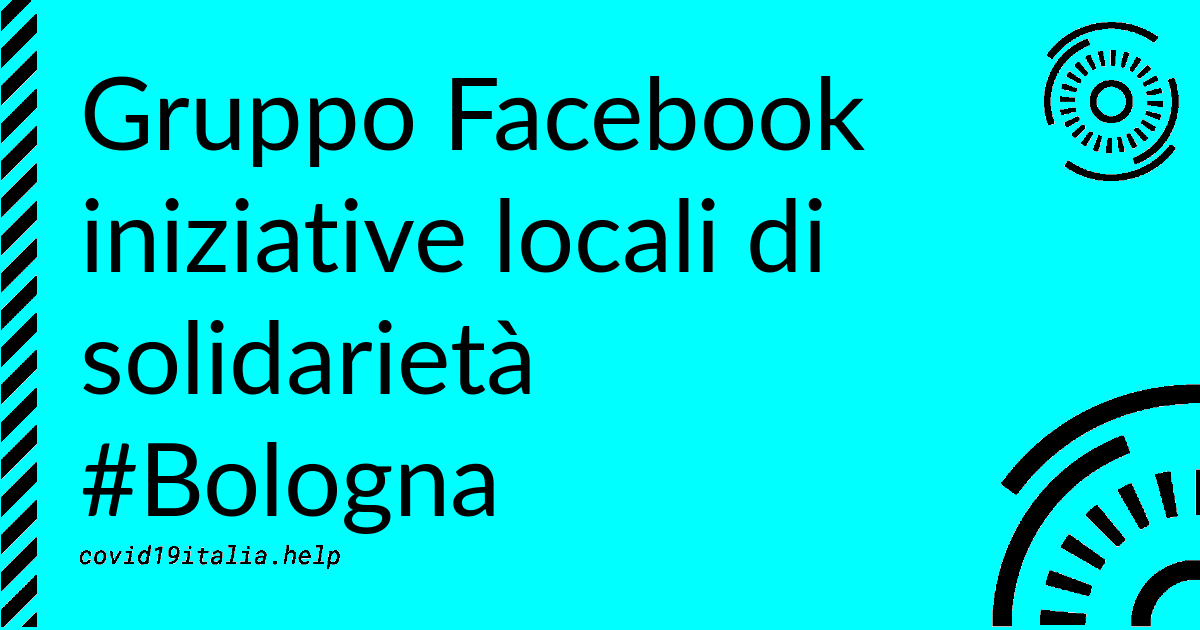 Gruppo Facebook
iniziative locali di
solidarietà
#Bologna
covid19italia.help